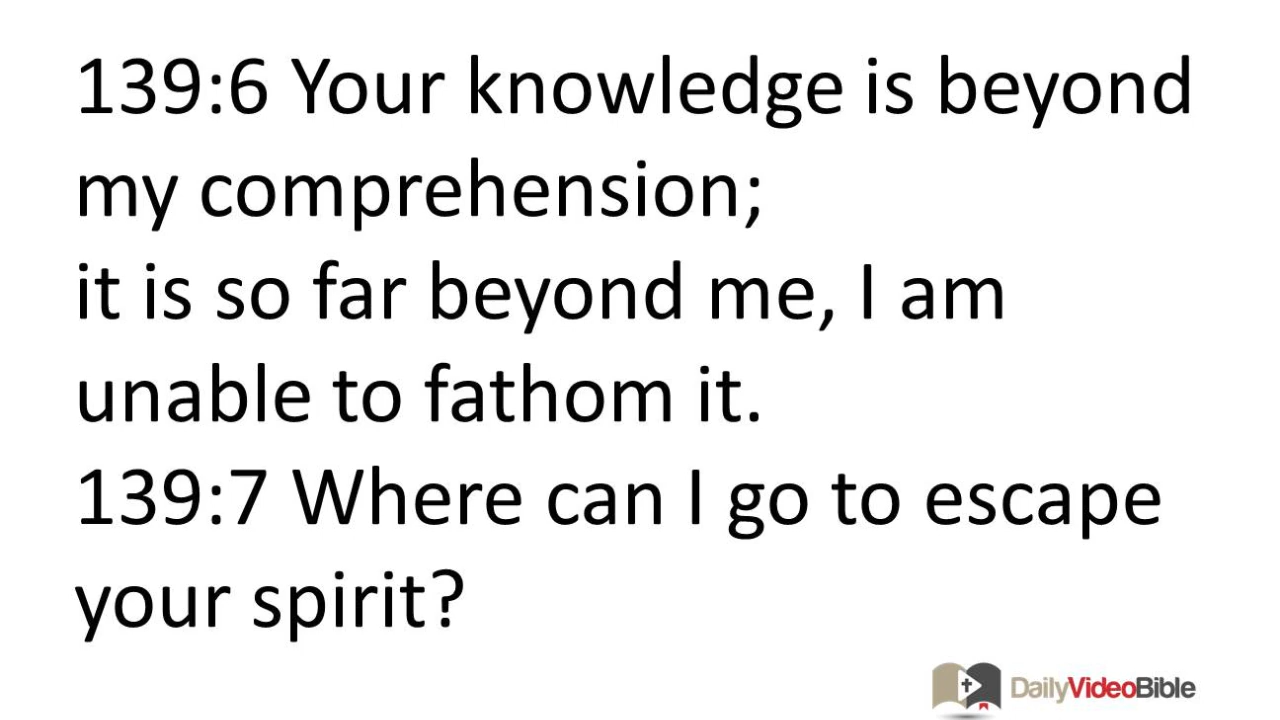 139:6 Your knowledge is beyond
my comprehension;
it is so far beyond me, I am
unable to fathom it.
139:7 Where can I go to escape
your spirit?
DailyVideoBible